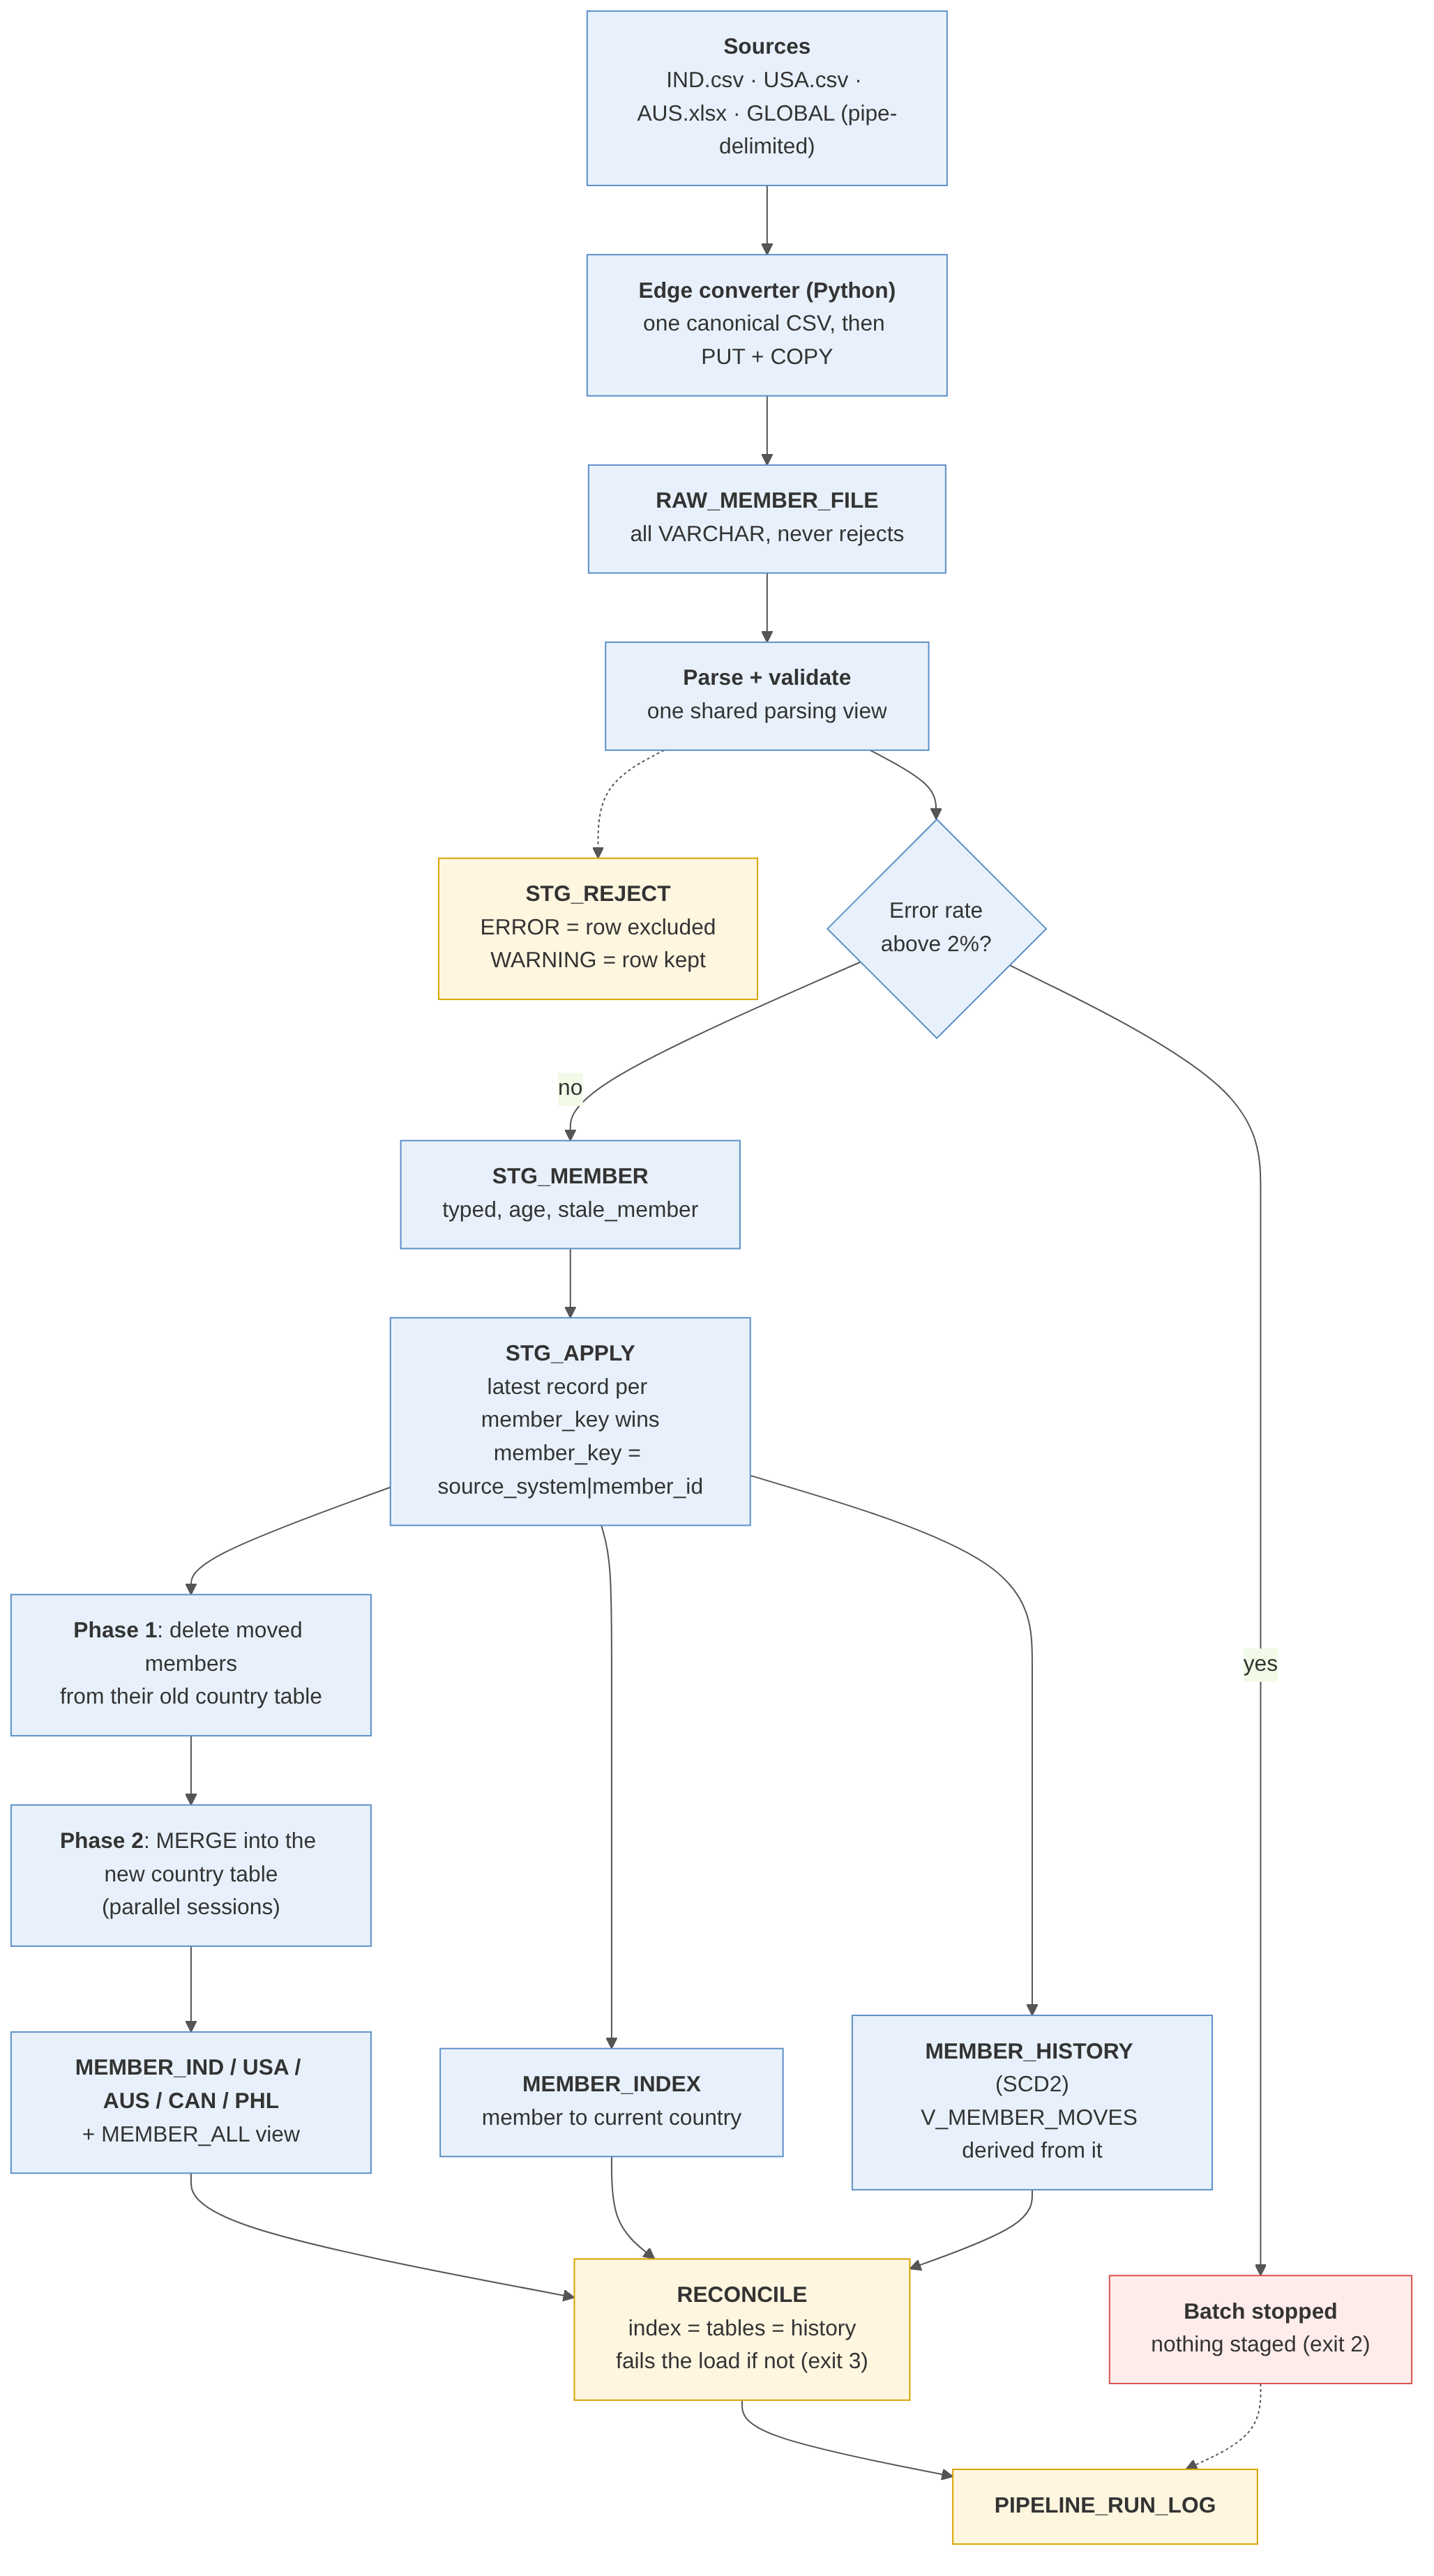 Sources
IND.csv · USA.csv ·
AUS.xlsx · GLOBAL (pipe-
delimited)
Edge converter (Python)
one canonical CSV, then
PUT + COPY
RAW_MEMBER_FILE
all VARCHAR, never rejects
Parse + validate
one shared parsing view
STG_REJECT
ERROR = row excluded
WARNING = row kept
Error rate
above 2%?
no
STG_MEMBER
typed, age, stale_member
STG_APPLY
latest record per
member_key wins
member_key =
source_system|member_id
Phase 1: delete moved
members
from their old country table
yes
Phase 2: MERGE into the
new country table
(parallel sessions)
MEMBER_IND / USA /
AUS / CAN / PHL
+ MEMBER_ALL view
MEMBER_INDEX
member to current country
MEMBER_HISTORY
(SCD2)
V_MEMBER_MOVES
derived from it
RECONCILE
index = tables = history
fails the load if not (exit 3)
Batch stopped
nothing staged (exit 2)
PIPELINE_RUN_LOG